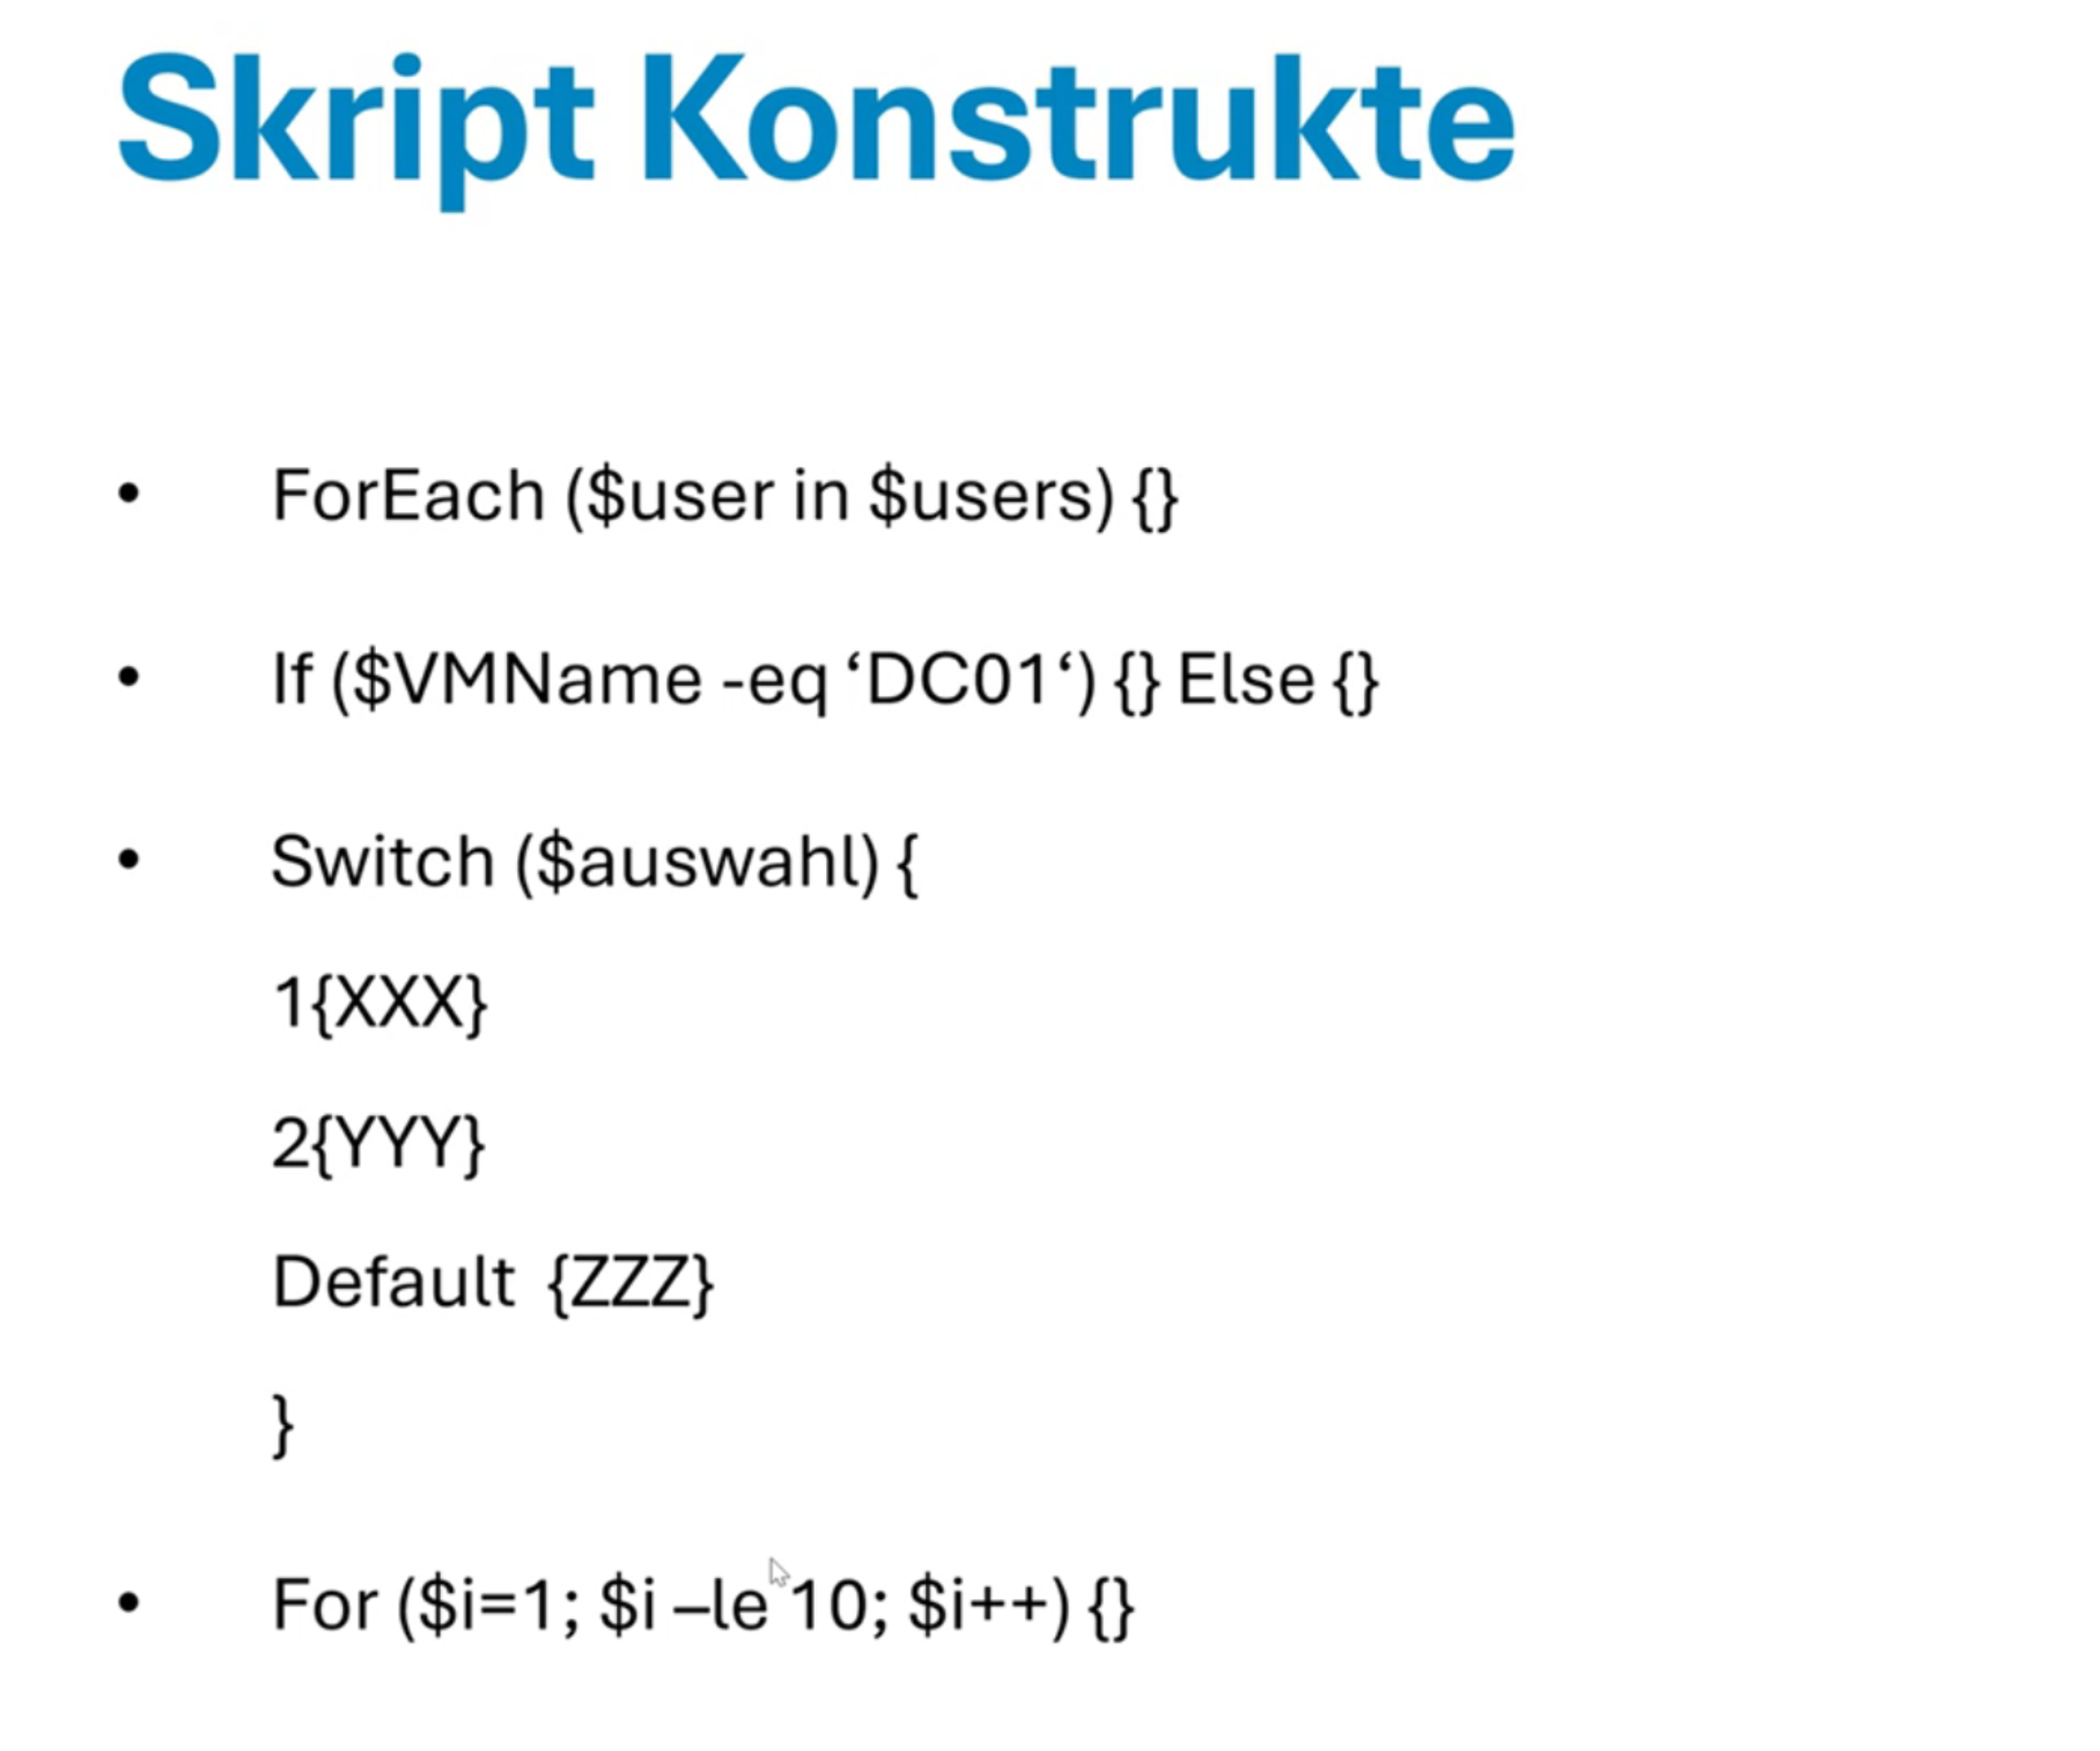 Skript Konstrukte
• ForEach ($user in $users) {}
• If ($VMName -eq ‘DC01‘) {} Else {}
• Switch ($auswahl) {
1{XXX}
2{YYY}
Default  {ZZZ}
}
• For ($i=1; $i –le 10; $i++) {}